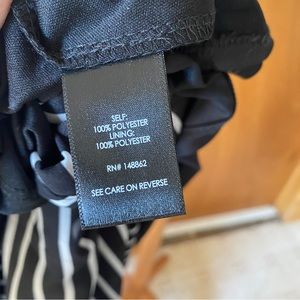 SELF:
100% POLYESTER
LINING:
100% POLYESTER
RN# 148862
SEE CARE ON REVERSE